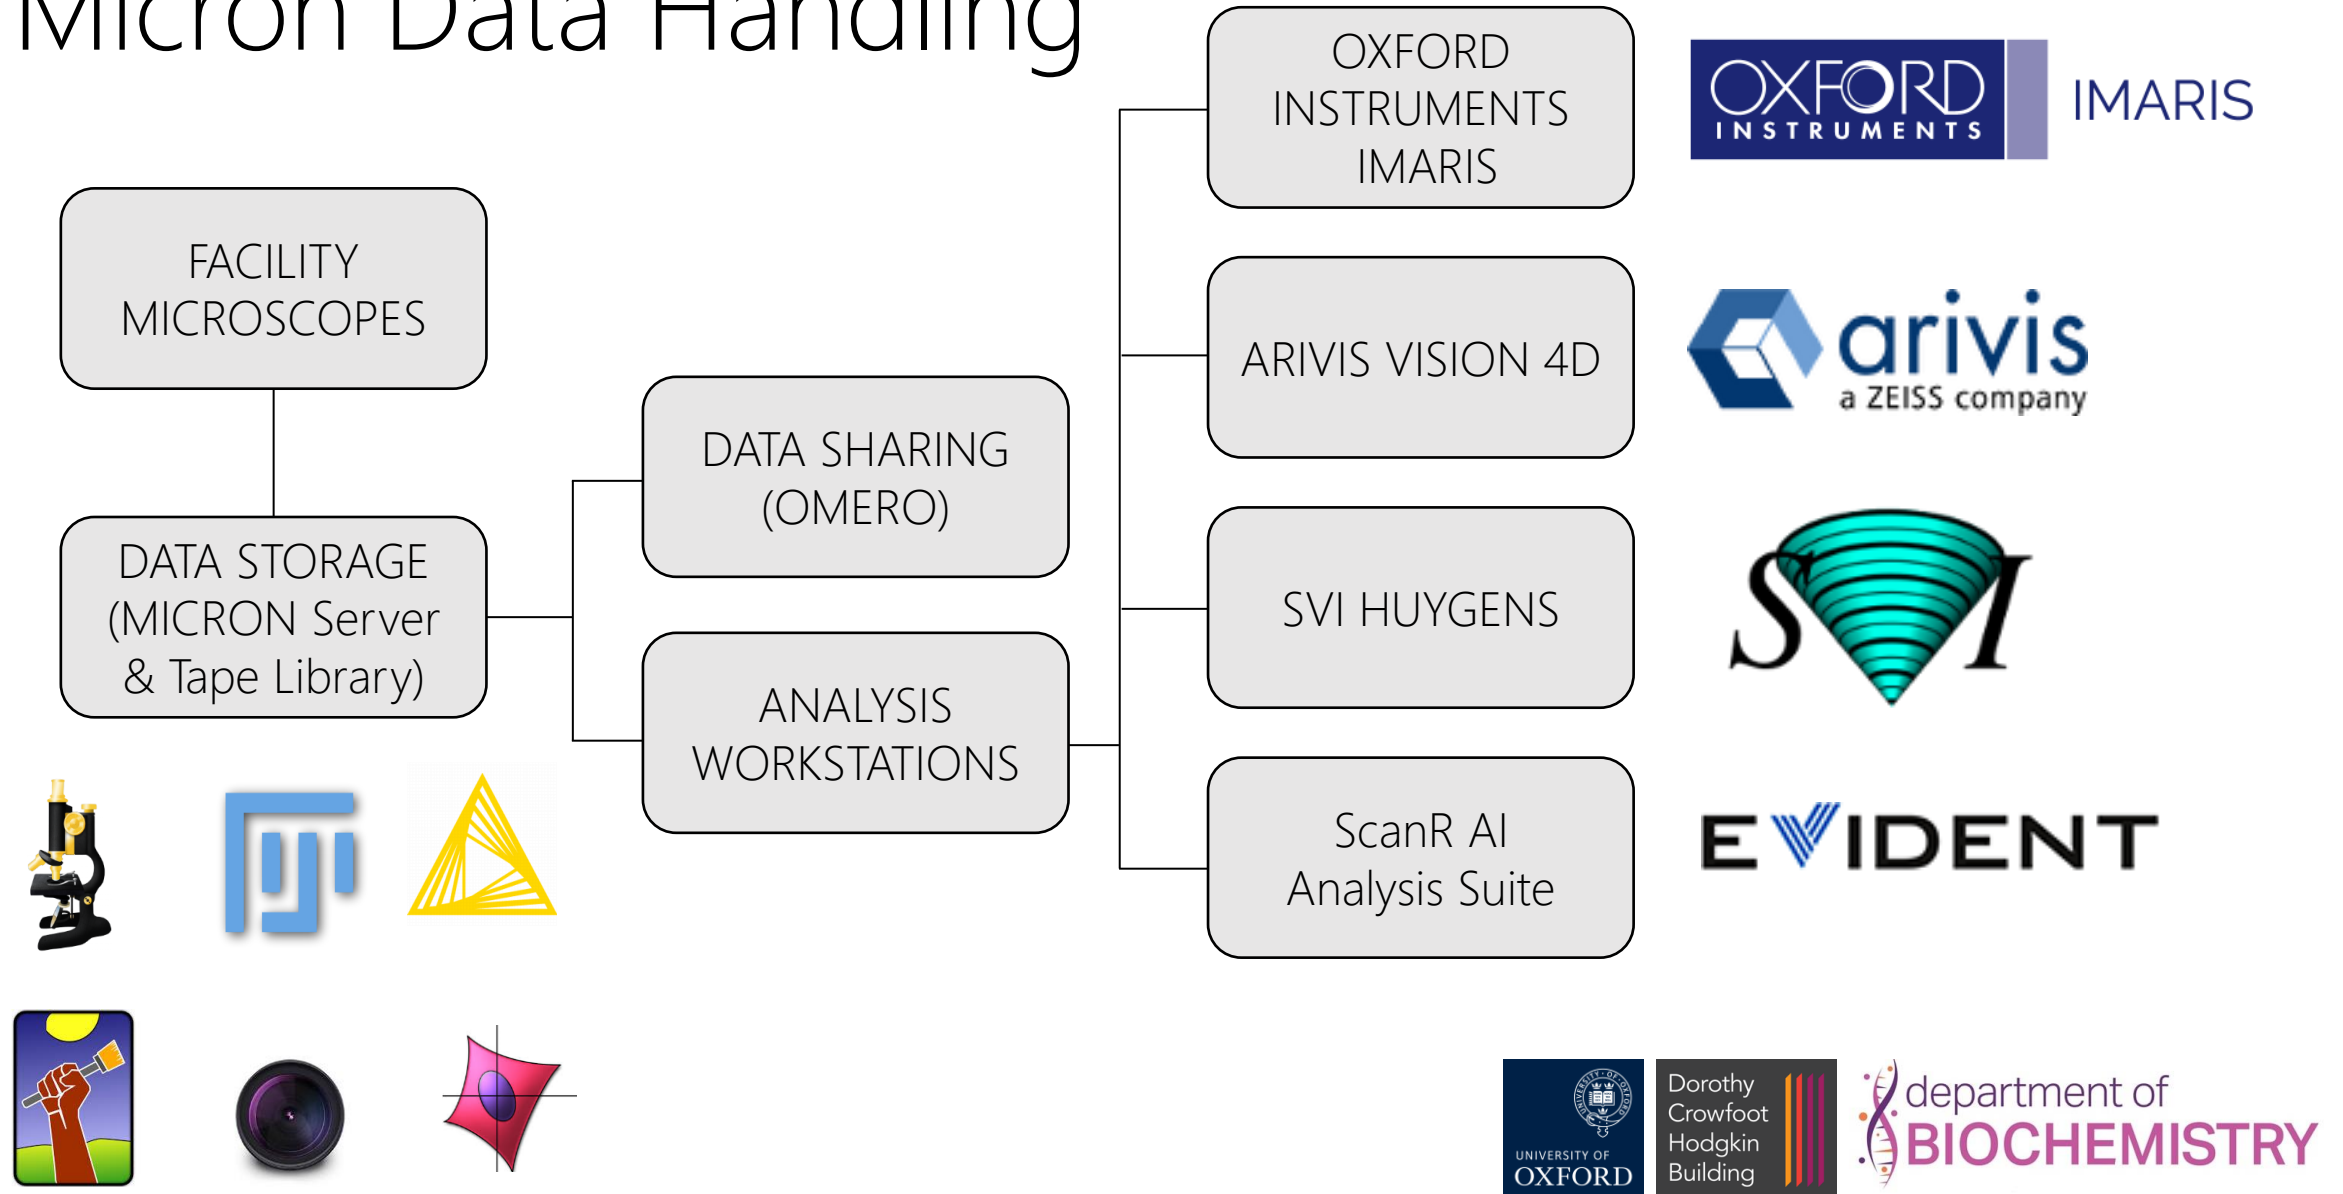 Micron Data Handling
FACILITY
MICROSCOPES
DATA STORAGE
(MICRON Server
& Tape Library)
DATA SHARING
(OMERO)
ANALYSIS
WORKSTATIONS
OXFORD
INSTRUMENTS
IMARIS
ARIVIS VISION 4D
SVI HUYGENS
ScanR AI
Analysis Suite
OXFORD
INSTRUMENTS
IMARIS
arivis
a ZEISS company
SVI
EVIDENT
UNIVERSITY OF
OXFORD
Dorothy
Crowfoot
Hodgkin
Building
department of
BIOCHEMISTRY